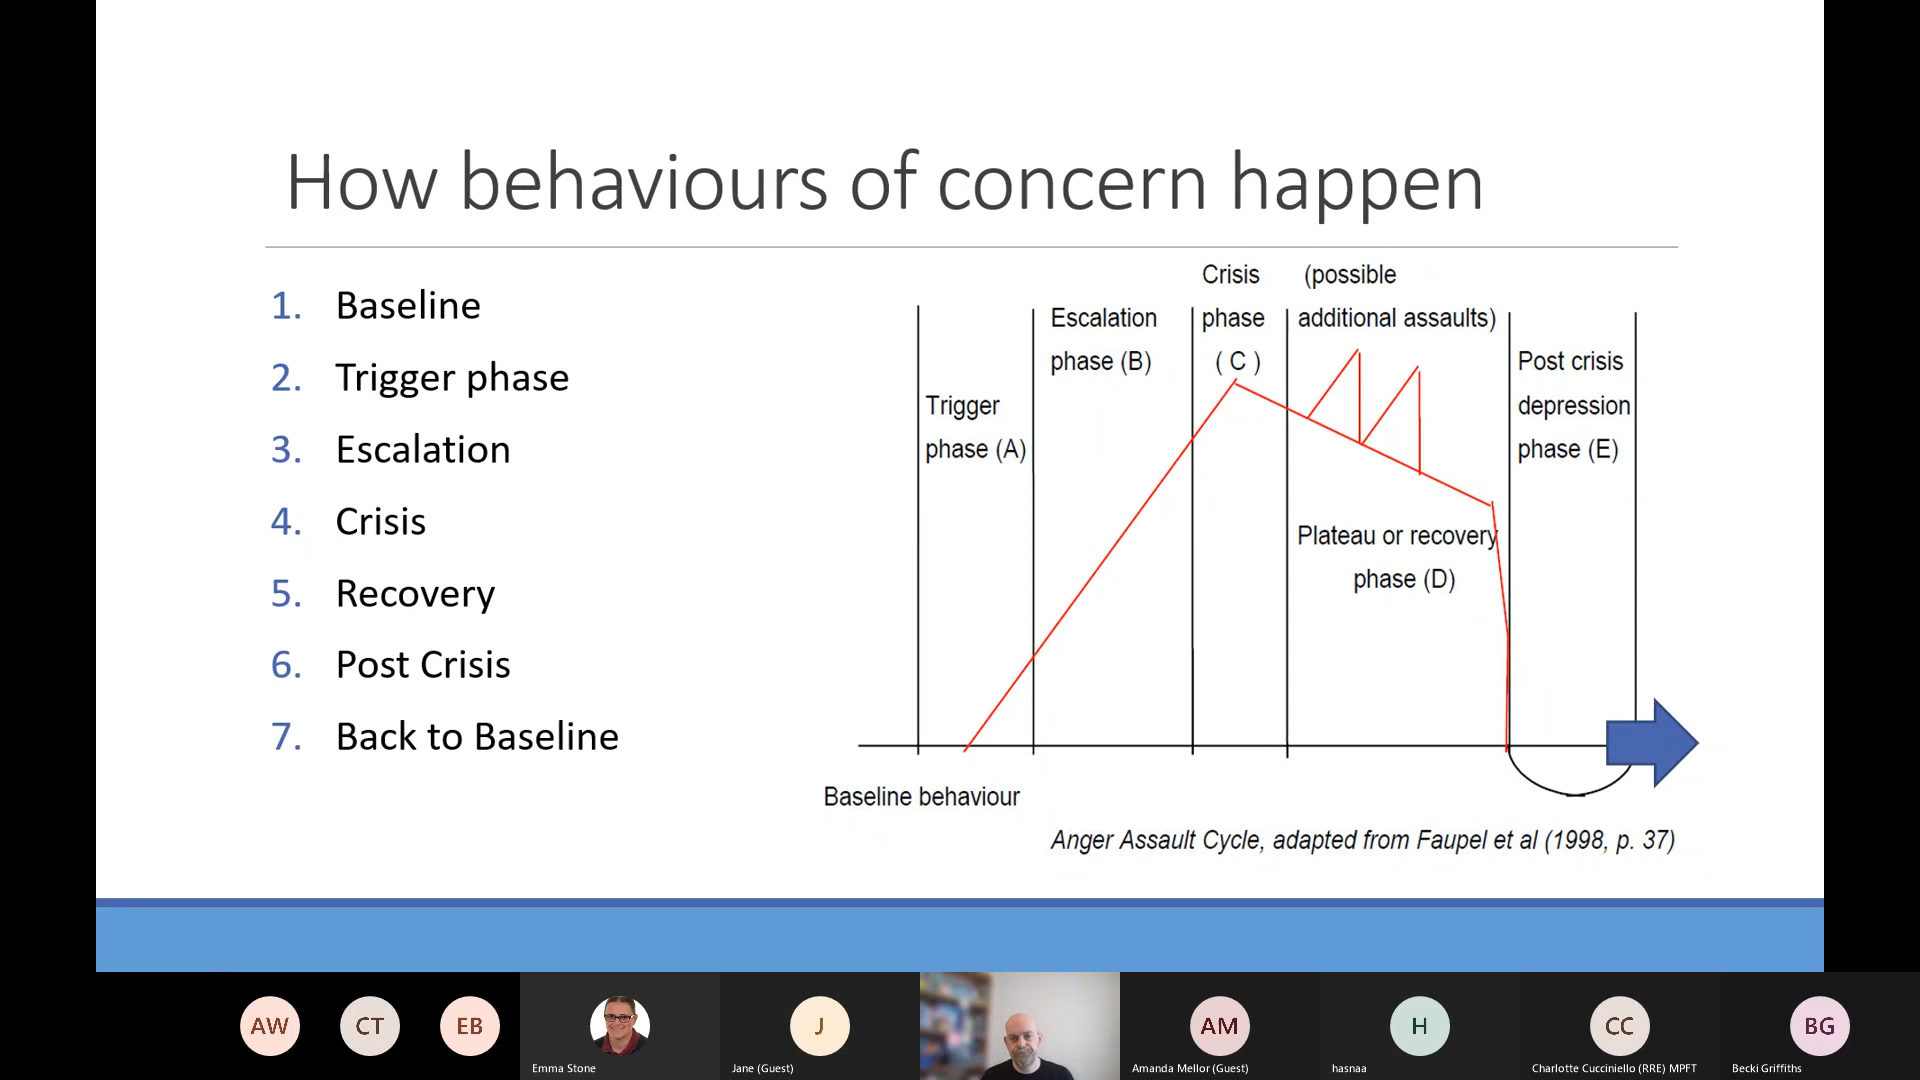 How behaviours of concern happen
1. Baseline
2. Trigger phase
3. Escalation
4. Crisis
5. Recovery
6. Post Crisis
7. Back to Baseline
Trigger
phase (A)
Escalation
phase (B)
Crisis
phase
( C )
(possible
additional assaults)
Plateau or recovery
phase (D)
Post crisis
depression
phase (E)
Baseline behaviour
Anger Assault Cycle, adapted from Faupel et al (1998, p. 37)
AW
CT
EB
Emma Stone
J
Jane (Guest)
AM
Amanda Mellor (Guest)
H
hasnaa
CC
Charlotte Cucciniello (RRE) MPFT
BG
Becki Griffiths